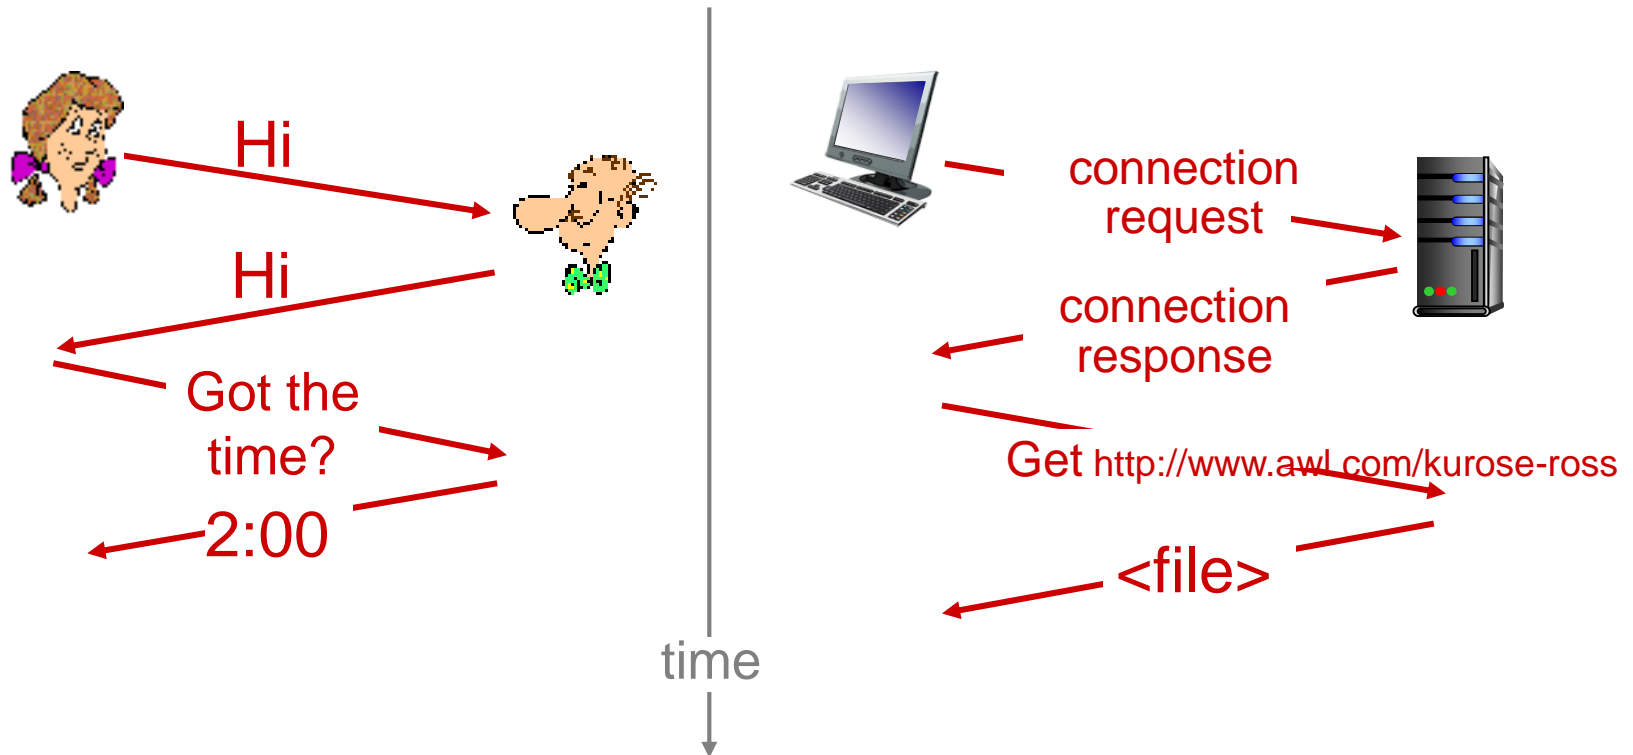 Hi
Hi
Got the
time?
2:00
time
connection
request
connection
response
Get http://www.awl.com/kurose-ross
<file>